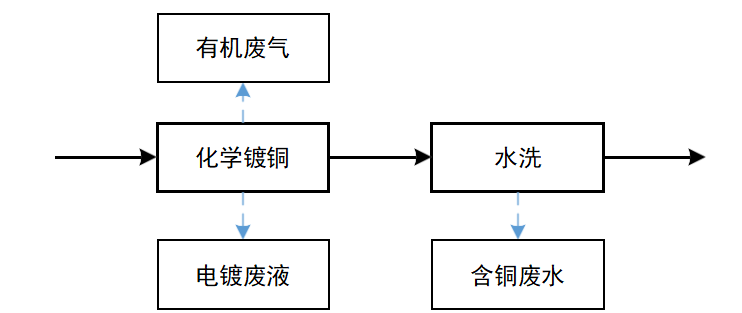 有机废气
化学镀铜
水洗
电镀废液
含铜废水